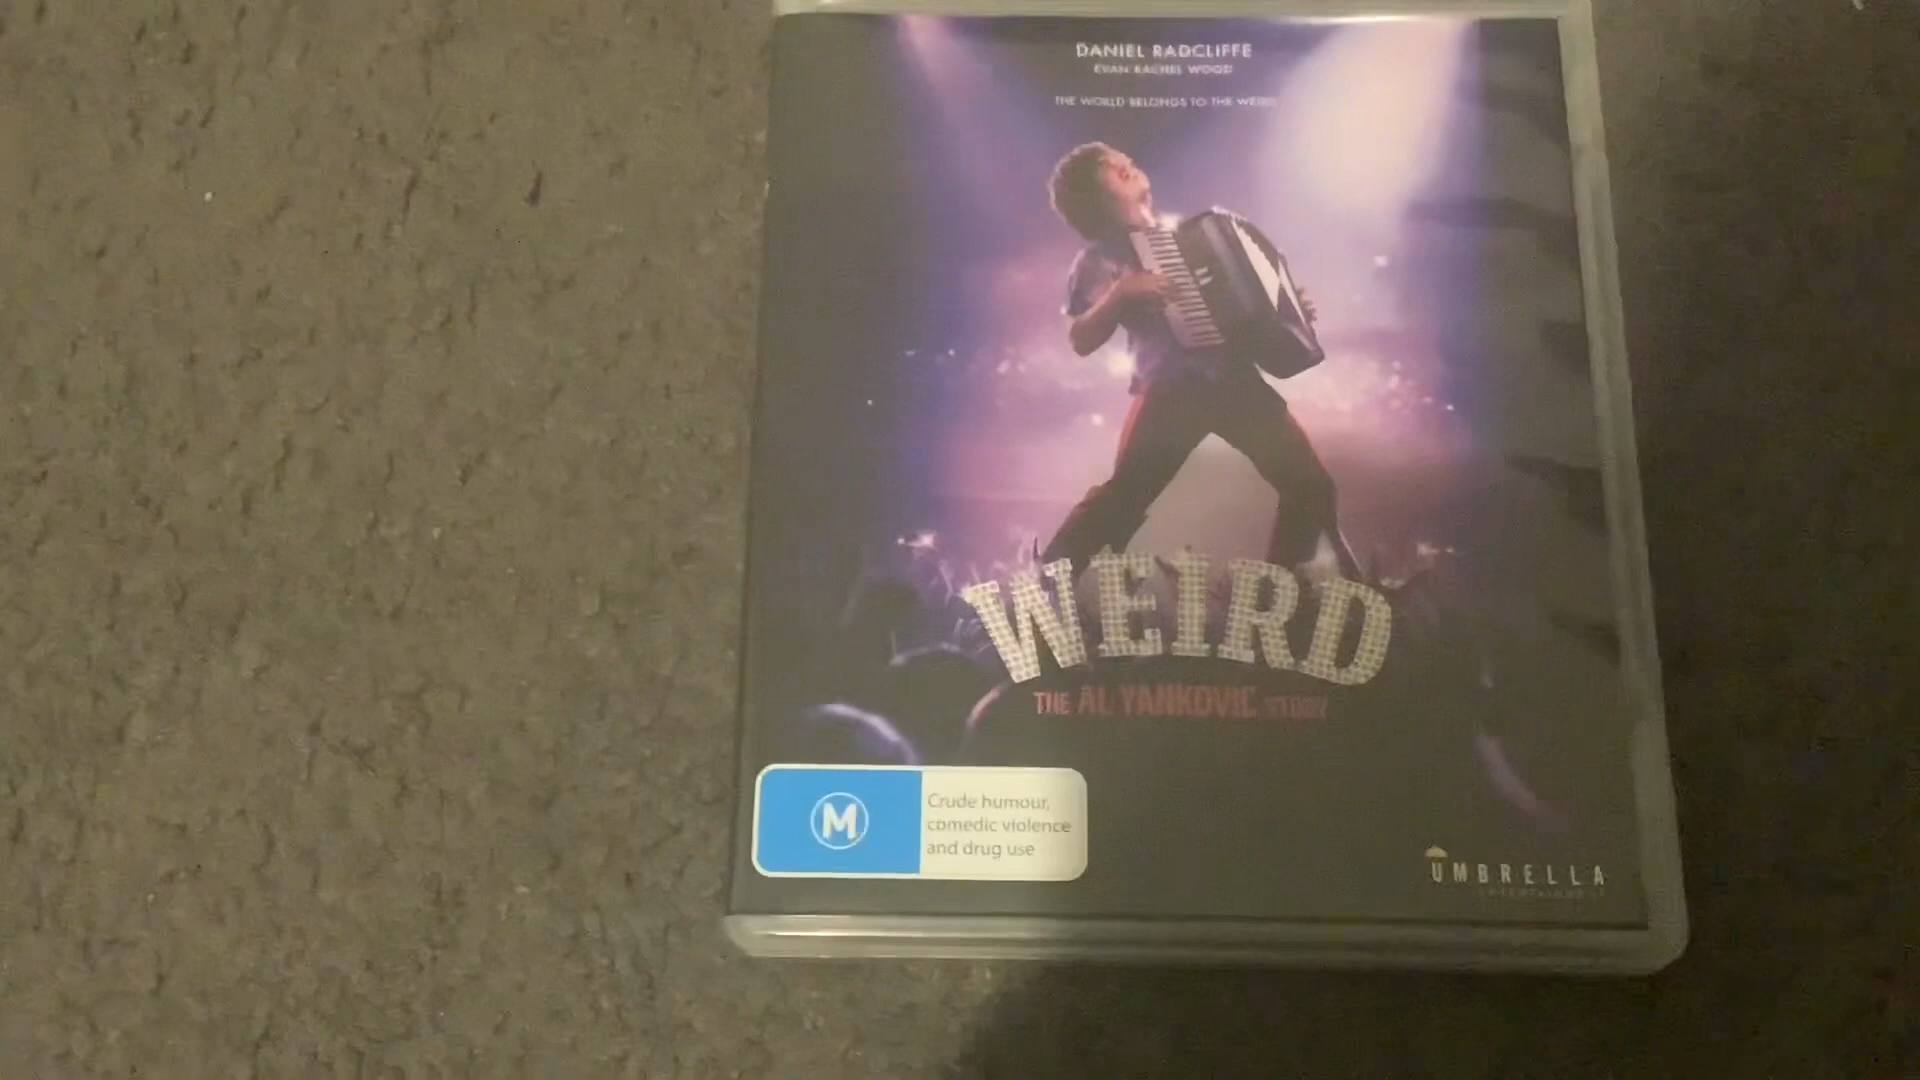 DANIEL RADCLIFFE
EVAN RACHEL WOOD
THE WORLD BELONGS TO THE WEIRD
WEIRD
THE AL YANKOVIC STORY
M
Crude humour,
comedic violence
and drug use
UMBRELLA
ENTERTAINMENT